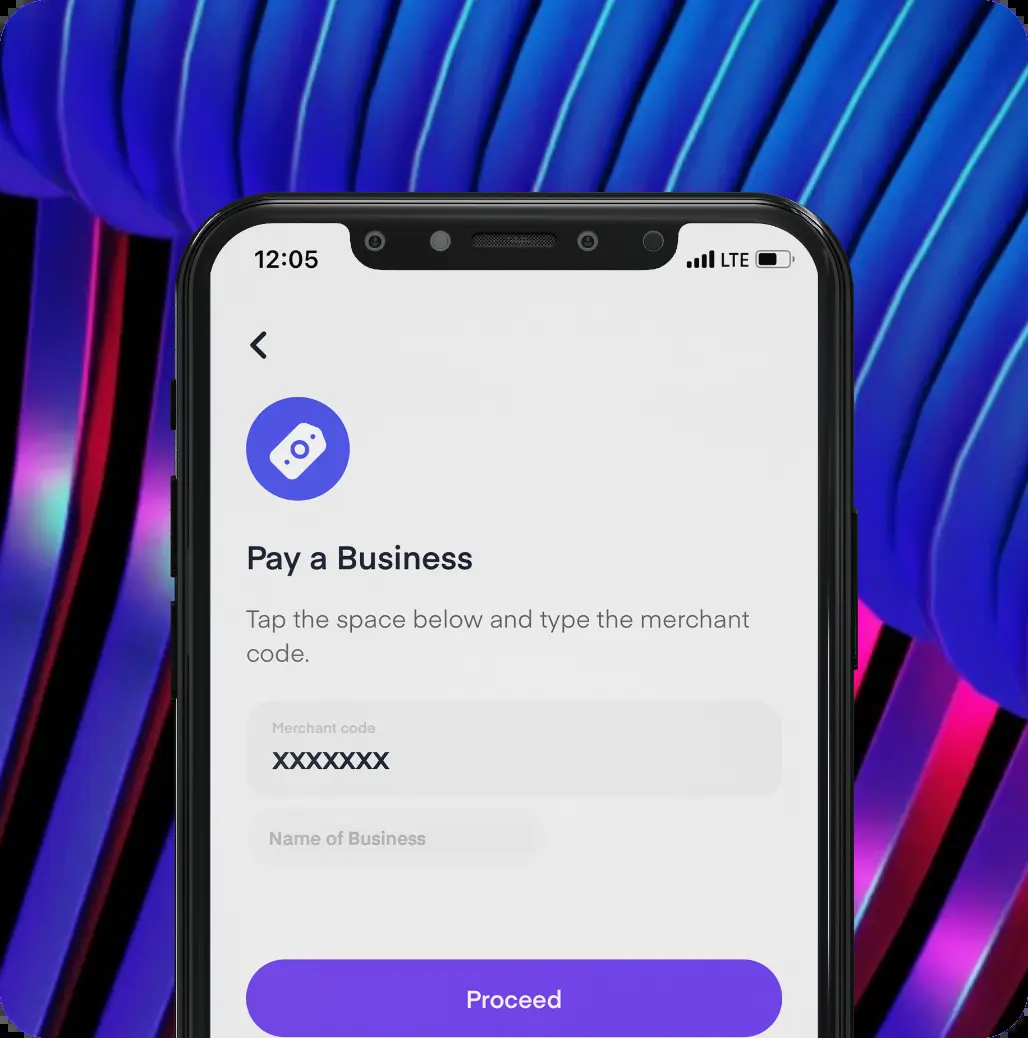 12:05
LTE
Pay a Business
Tap the space below and type the merchant
code.
Merchant code
XXXXXXX
Name of Business
Proceed